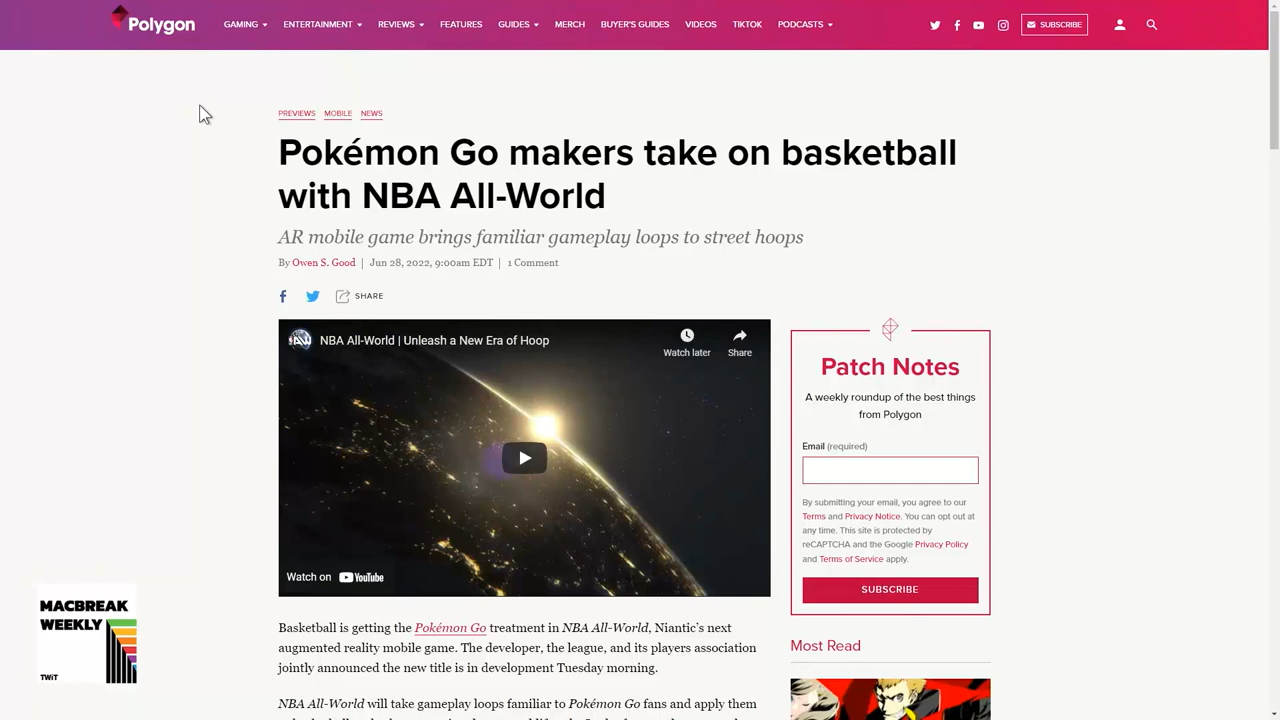 Polygon
GAMING
ENTERTAINMENT
REVIEWS
FEATURES
GUIDES
MERCH
BUYER'S GUIDES
VIDEOS
TIKTOK
PODCASTS
SUBSCRIBE
PREVIEWS MOBILE NEWS
Pokémon Go makers take on basketball
with NBA All-World
AR mobile game brings familiar gameplay loops to street hoops
By Owen S. Good | Jun 28, 2022, 9:00am EDT | 1 Comment
SHARE
NBA All-World | Unleash a New Era of Hoop
Watch later
Share
Watch on YouTube
Basketball is getting the Pokémon Go treatment in NBA All-World, Niantic's next
augmented reality mobile game. The developer, the league, and its players association
jointly announced the new title is in development Tuesday morning.
NBA All-World will take gameplay loops familiar to Pokémon Go fans and apply them
Patch Notes
A weekly roundup of the best things
from Polygon
Email (required)
By submitting your email, you agree to our
Terms and Privacy Notice. You can opt out at
any time. This site is protected by
reCAPTCHA and the Google Privacy Policy
and Terms of Service apply.
SUBSCRIBE
Most Read
MACBREAK
WEEKLY
TWiT